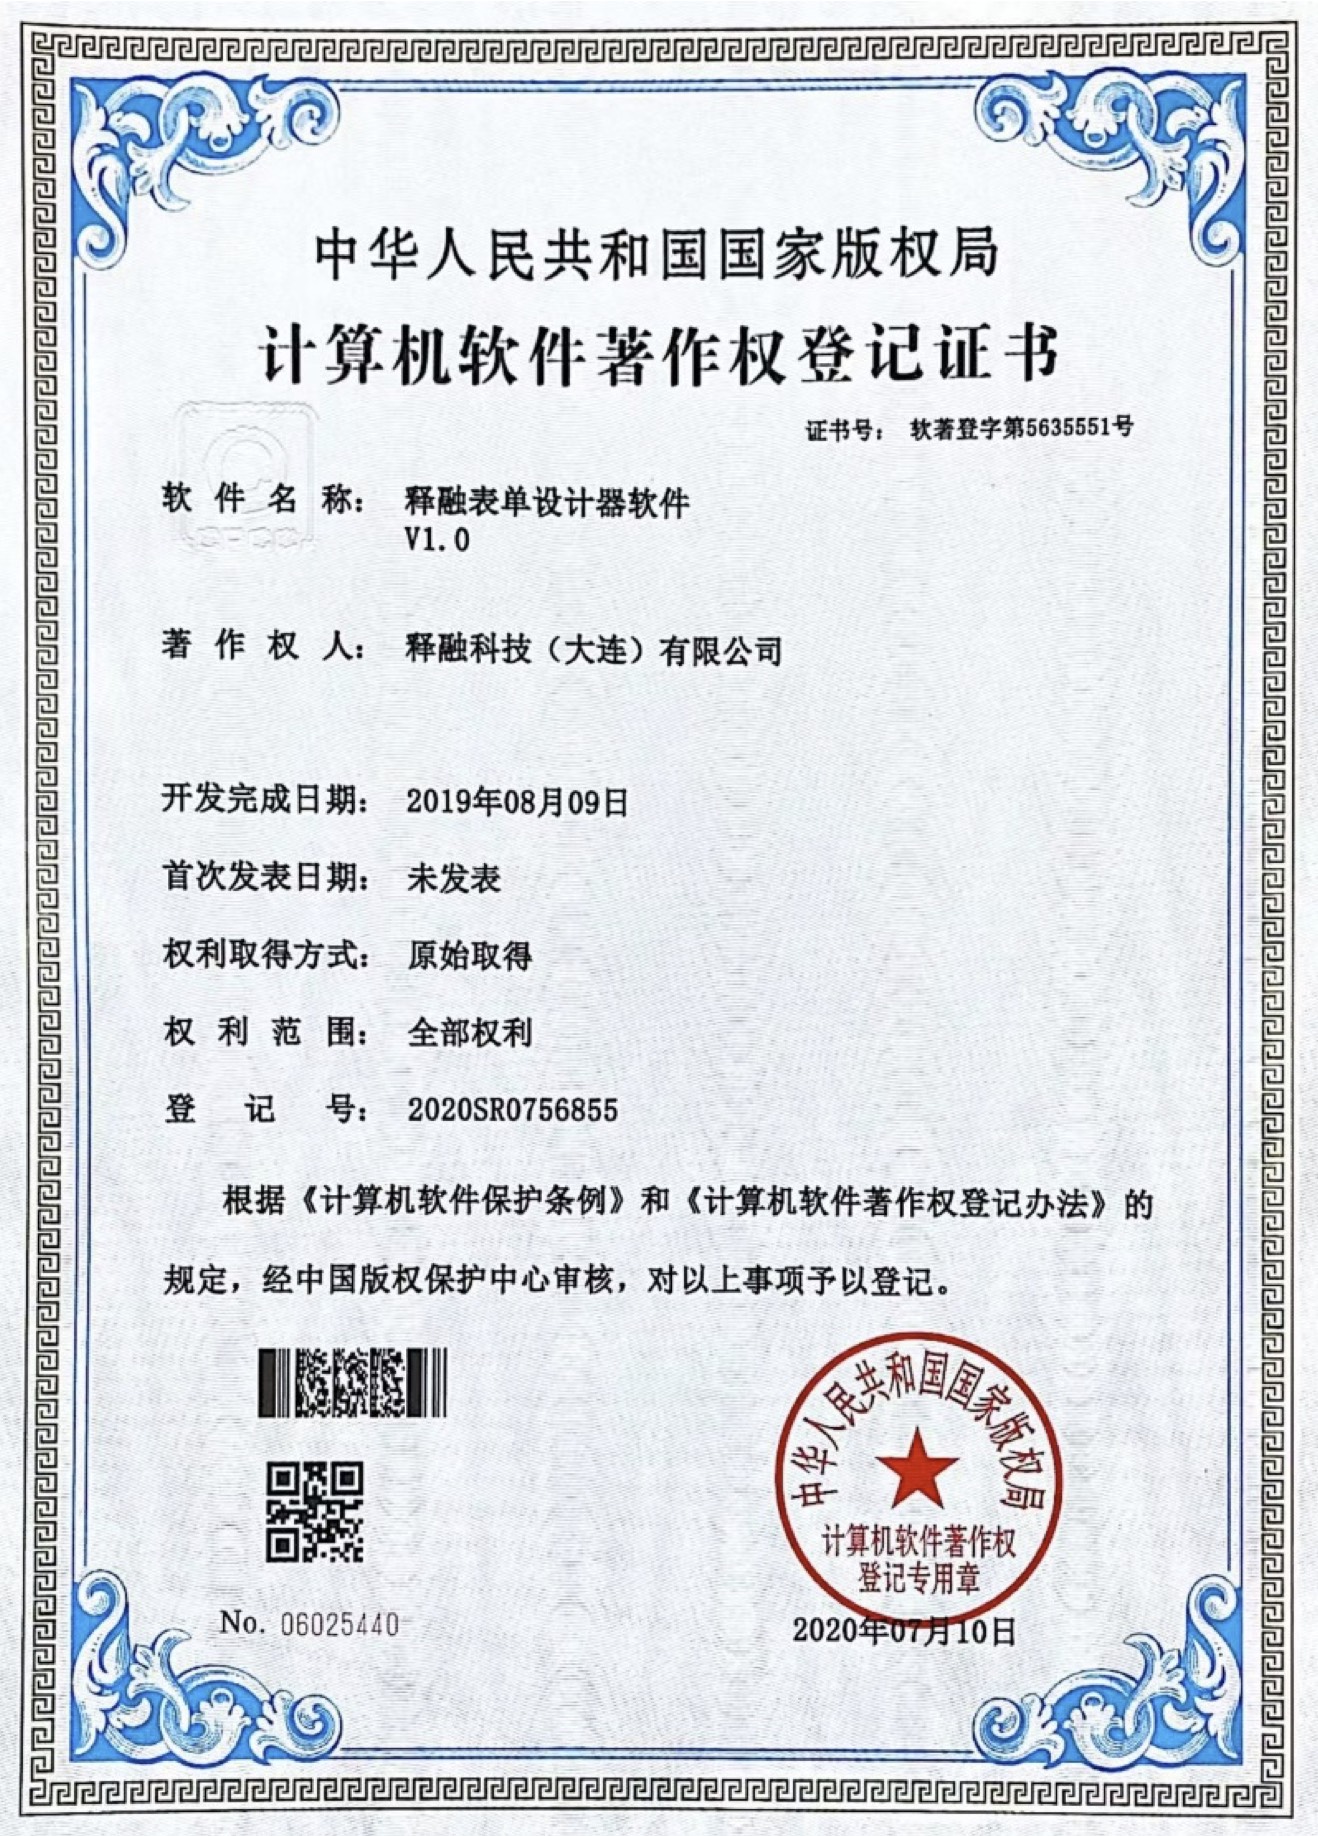 中华人民共和国国家版权局
计算机软件著作权登记证书
证书号： 软著登字第5635551号
软件名称： 释融表单设计器软件
V1.0
著作权人： 释融科技（大连）有限公司
开发完成日期： 2019年08月09日
首次发表日期： 未发表
权利取得方式： 原始取得
权利范围： 全部权利
登记号： 2020SR0756855
根据《计算机软件保护条例》和《计算机软件著作权登记办法》的
规定，经中国版权保护中心审核，对以上事项予以登记。
中华人民共和国国家版权局
计算机软件著作权
登记专用章
No. 06025440
2020年07月10日